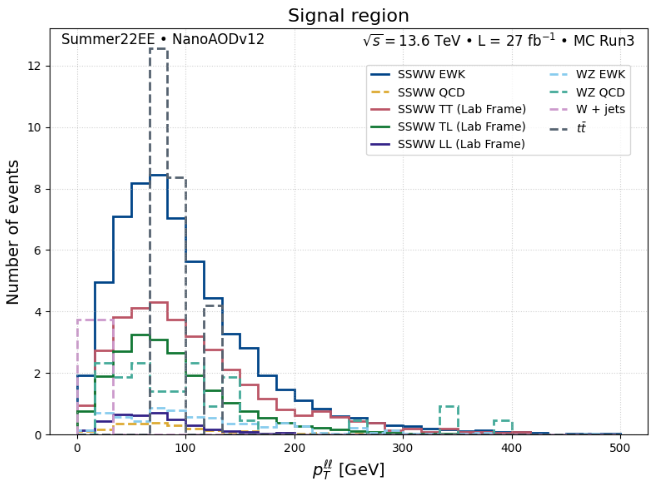 Signal region
Summer22EE • NanoAODv12
√s = 13.6 TeV • L = 27 fb⁻¹ • MC Run3
SSWW EWK
SSWW QCD
SSWW TT (Lab Frame)
SSWW TL (Lab Frame)
SSWW LL (Lab Frame)
WZ EWK
WZ QCD
W + jets
tt̄
Number of events
12
10
8
6
4
2
0
0 100 200 300 400 500
p_T^{ℓℓ} [GeV]